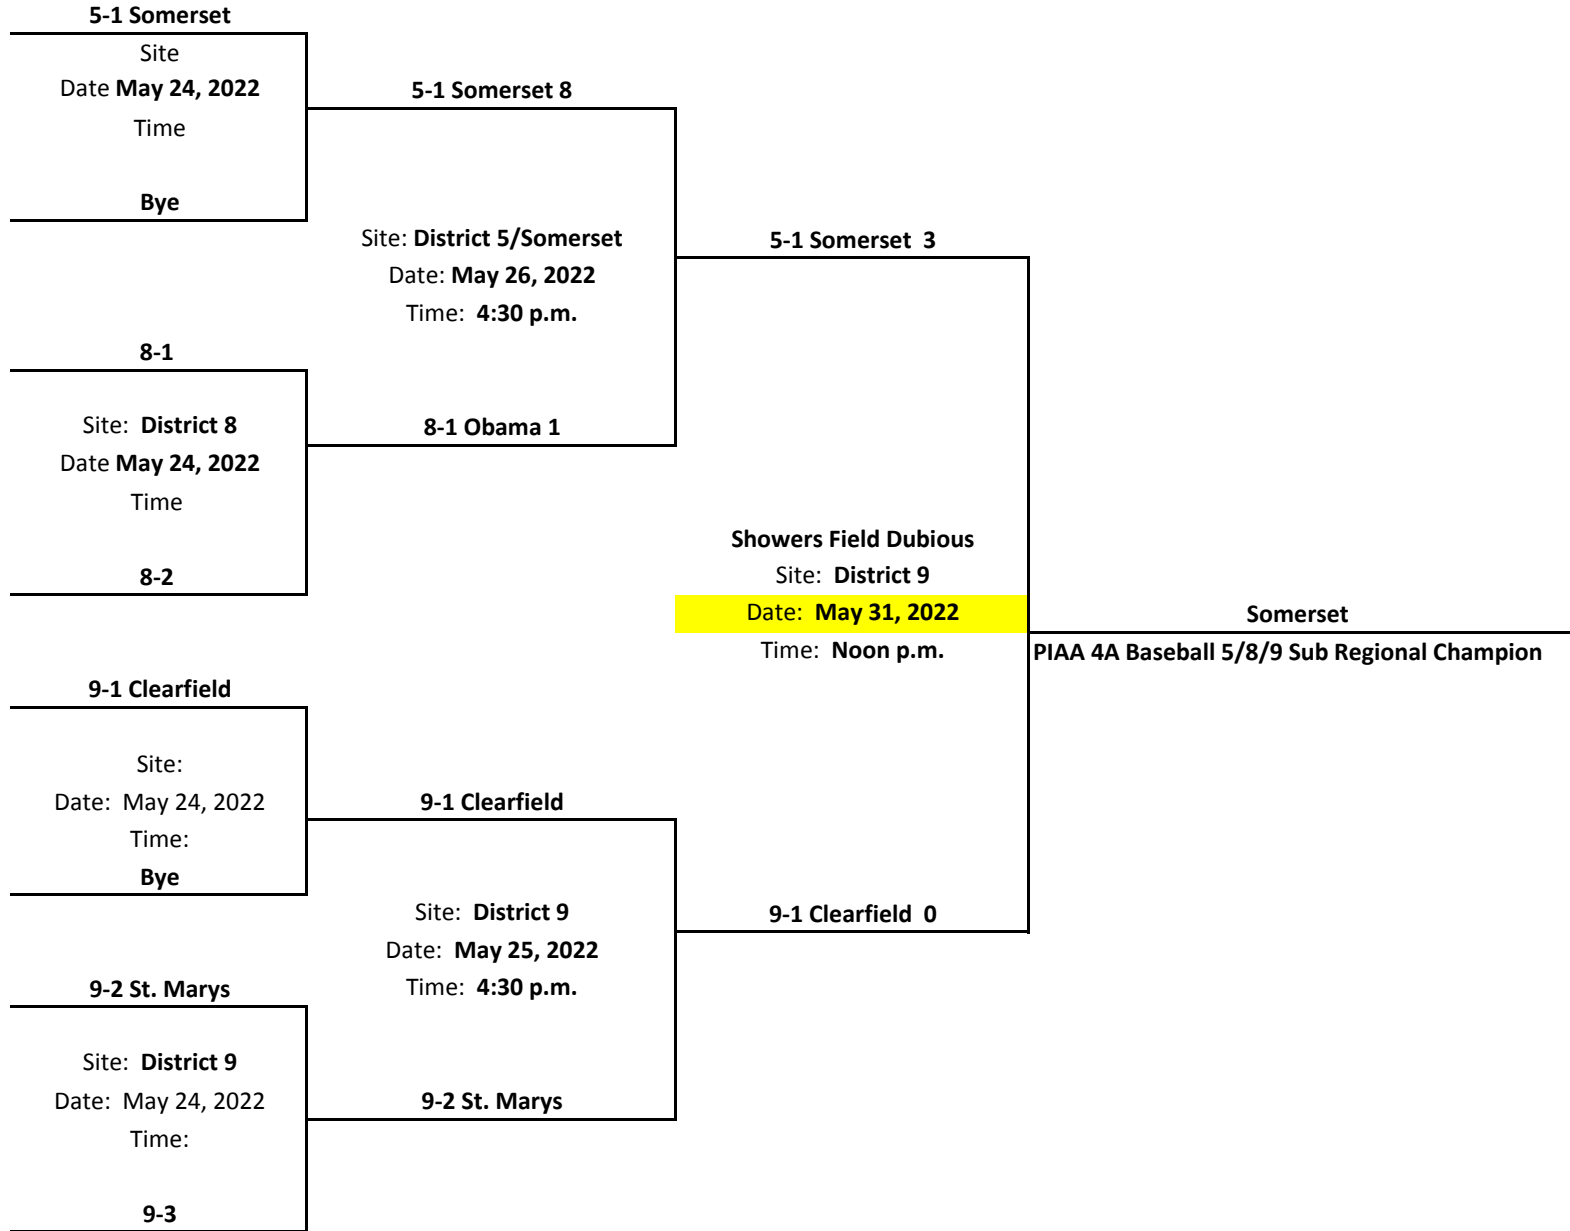 5-1 Somerset
Site
Date May 24, 2022
Time
Bye
5-1 Somerset 8
Site: District 5/Somerset
Date: May 26, 2022
Time: 4:30 p.m.
8-1
Site: District 8
Date May 24, 2022
Time
8-2
8-1 Obama 1
5-1 Somerset 3
Showers Field Dubious
Site: District 9
Date: May 31, 2022
Time: Noon p.m.
Somerset
PIAA 4A Baseball 5/8/9 Sub Regional Champion
9-1 Clearfield
Site:
Date: May 24, 2022
Time:
Bye
9-1 Clearfield
Site: District 9
Date: May 25, 2022
Time: 4:30 p.m.
9-1 Clearfield 0
9-2 St. Marys
Site: District 9
Date: May 24, 2022
Time:
9-3
9-2 St. Marys